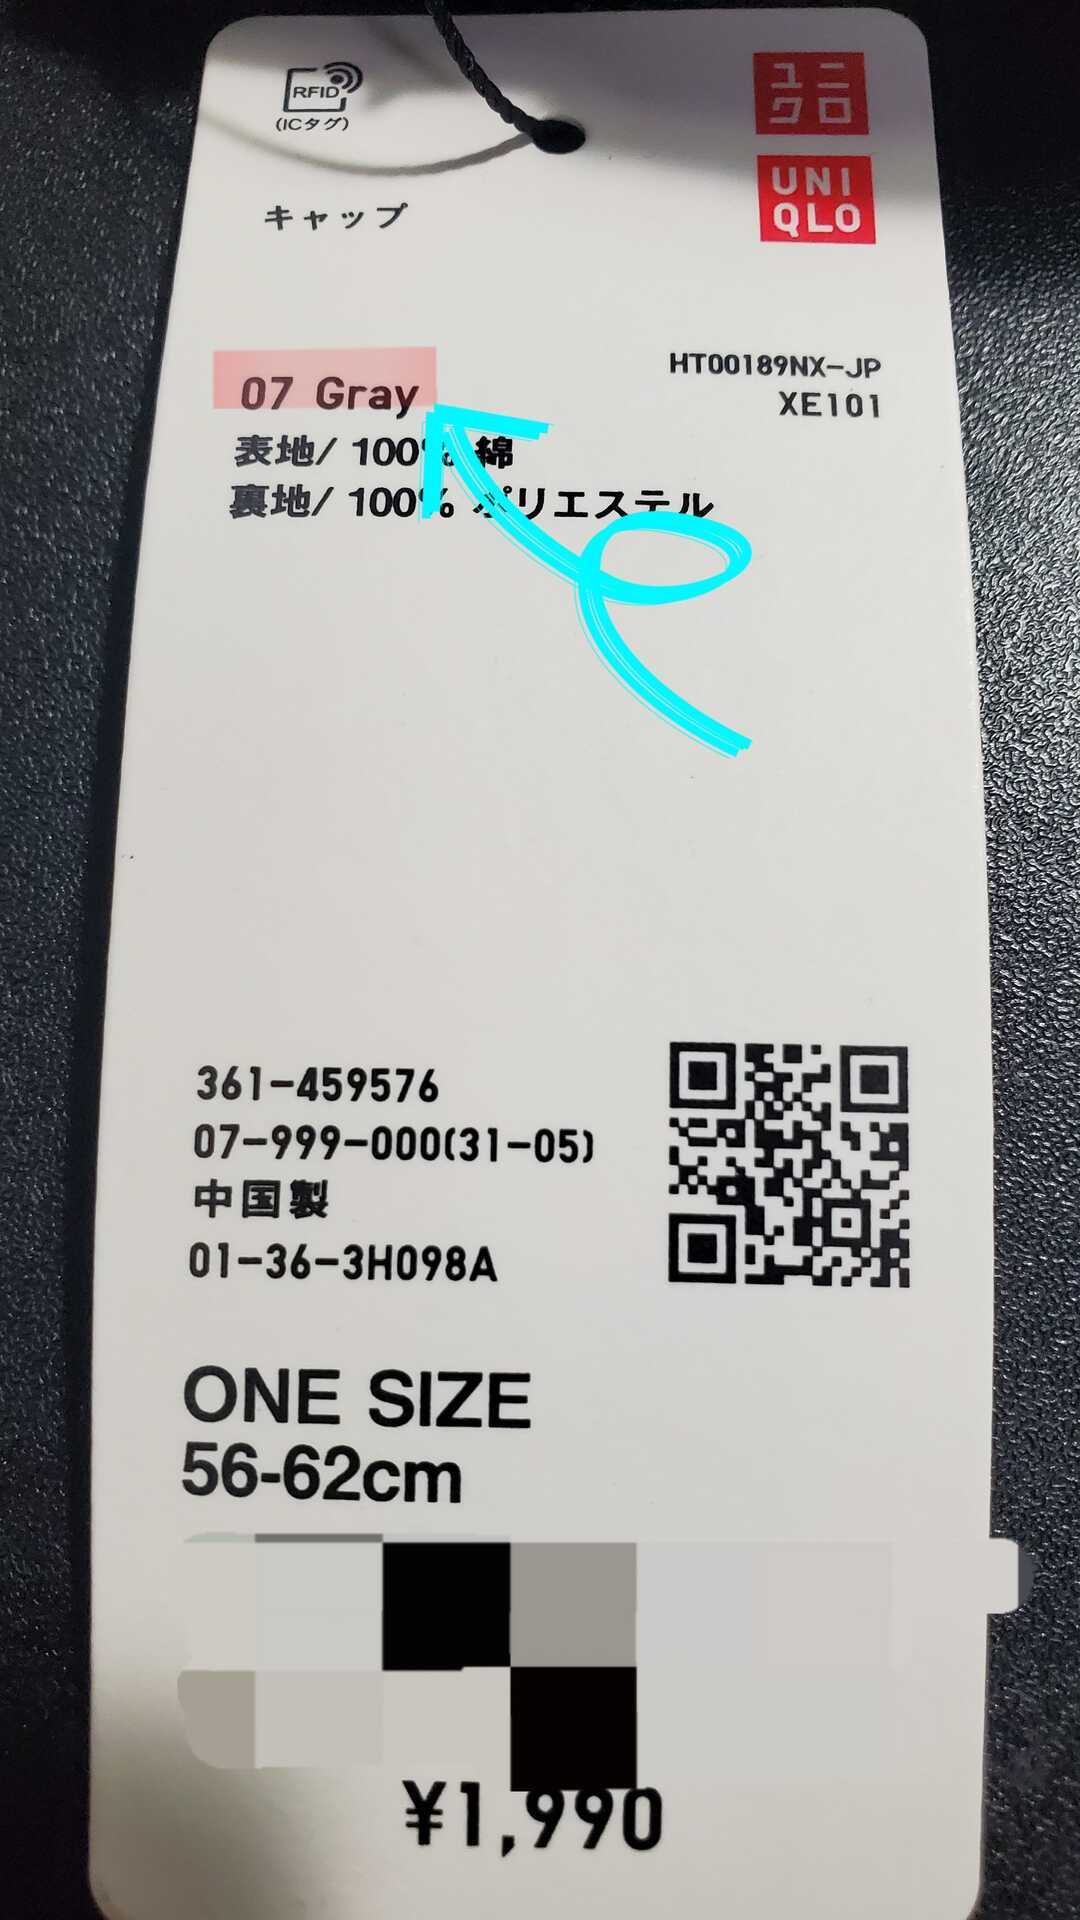 RFID
(ICタグ)
ユニ
クロ
UNI
QLO
キャップ
07 Gray
HT00189NX-JP
XE101
表地/ 100% 綿
裏地/ 100% ポリエステル
361-459576
07-999-000(31-05)
中国製
01-36-3H098A
ONE SIZE
56-62cm
¥1,990